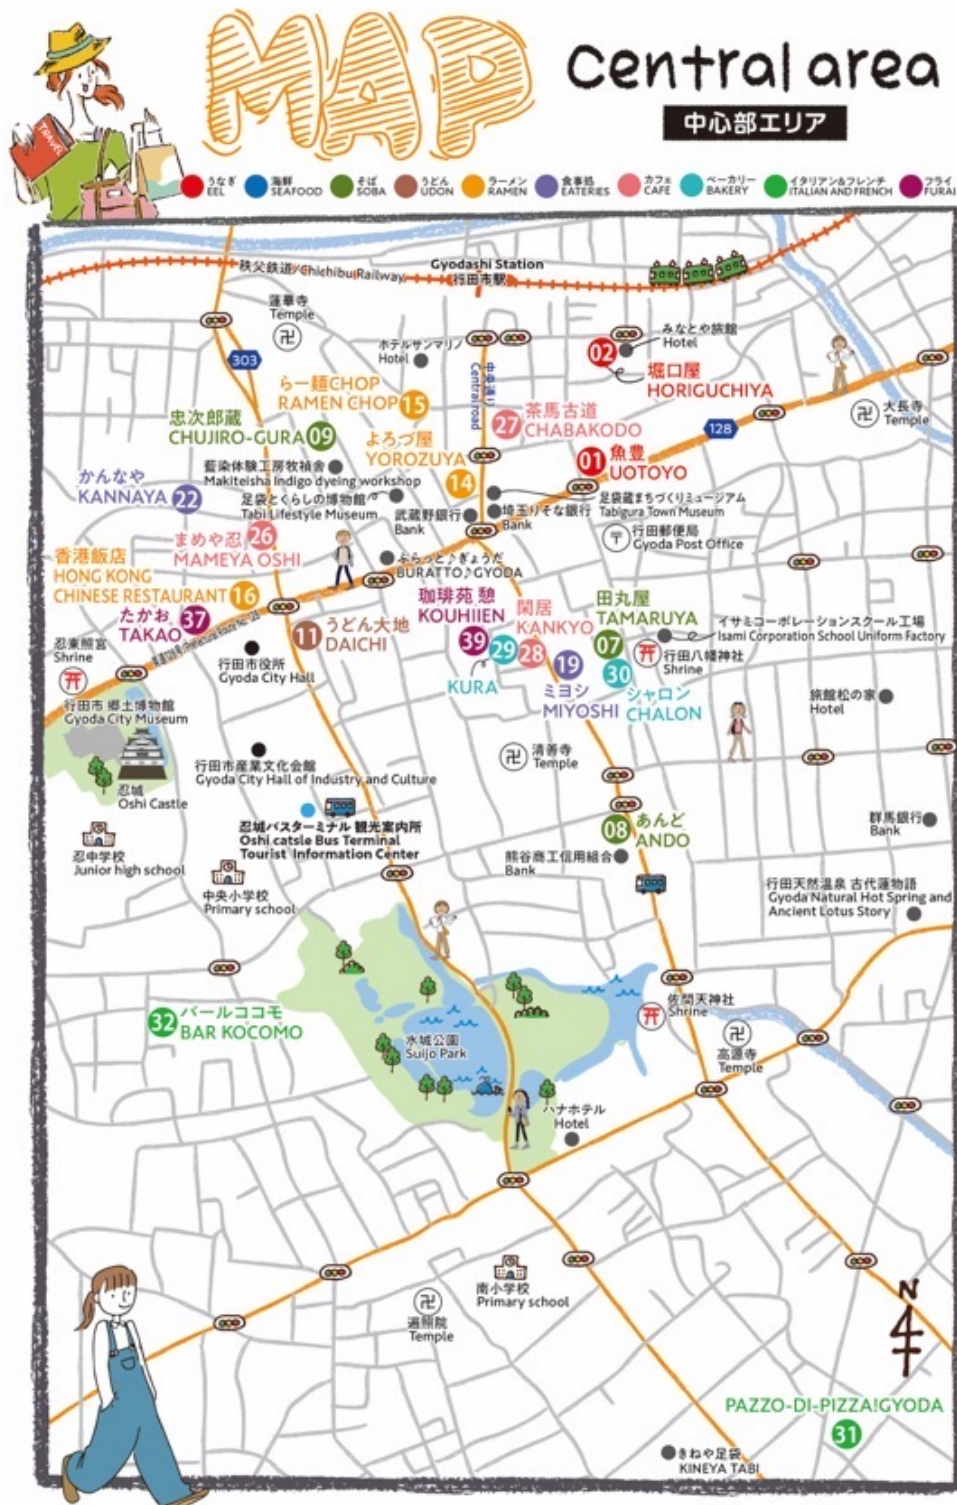 MAP
Central area
中心部エリア
TRAVEL
うなぎ
EEL
海鮮
SEAFOOD
そば
SOBA
うどん
UDON
ラーメン
RAMEN
食事処
EATERIES
カフェ
CAFE
ベーカリー
BAKERY
イタリアン&フレンチ
ITALIAN AND FRENCH
フライ
FURAI
秩父鉄道/Chichibu Railway
Gyodashi Station
行田市駅
蓮華寺
Temple
303
ホテルサンマリノ
Hotel
中央通り
Central road
02
みなとや旅館
Hotel
堀口屋
HORIGUCHIYA
らー麺CHOP
RAMEN CHOP 15
忠次郎蔵
CHUJIRO-GURA 09
27 茶馬古道
CHABAKODO
128
大長寺
Temple
よろづ屋
YOROZUYA
14
01 魚豊
UOTOYO
藍染体験工房牧禎舎
Makiteisha Indigo dyeing workshop
かんなや
KANNAYA 22
足袋とくらしの博物館
Tabi Lifestyle Museum
武蔵野銀行
Bank
埼玉りそな銀行
Bank
足袋蔵まちづくりミュージアム
Tabigura Town Museum
〒 行田郵便局
Gyoda Post Office
まめや忍 26
MAMEYA OSHI
ぶらっと♪ぎょうだ
BURATTO♪GYODA
香港飯店
HONG KONG
CHINESE RESTAURANT 16
たかお 37
TAKAO
11 うどん大地
DAICHI
珈琲苑 憩
KOUHIIEN
39
29
KURA
閑居
KANKYO
28
19
ミヨシ
MIYOSHI
田丸屋
TAMARUYA
07
30
シャロン
CHALON
イサミコーポレーションスクール工場
Isami Corporation School Uniform Factory
行田八幡神社
Shrine
忍東照宮
Shrine
行田市役所
Gyoda City Hall
行田市 郷土博物館
Gyoda City Museum
旅館松の家
Hotel
忍城
Oshi Castle
行田市産業文化会館
Gyoda City Hall of Industry and Culture
清善寺
Temple
忍城バスターミナル 観光案内所
Oshi catsle Bus Terminal
Tourist Information Center
08 あんど
ANDO
群馬銀行
Bank
忍中学校
Junior high school
熊谷商工信用組合
Bank
中央小学校
Primary school
行田天然温泉 古代蓮物語
Gyoda Natural Hot Spring and
Ancient Lotus Story
32 バールココモ
BAR KOCOMO
水城公園
Suijo Park
佐間天神社
Shrine
高源寺
Temple
ハナホテル
Hotel
南小学校
Primary school
遍照院
Temple
N
PAZZO-DI-PIZZA!GYODA
31
きねや足袋
KINEYA TABI